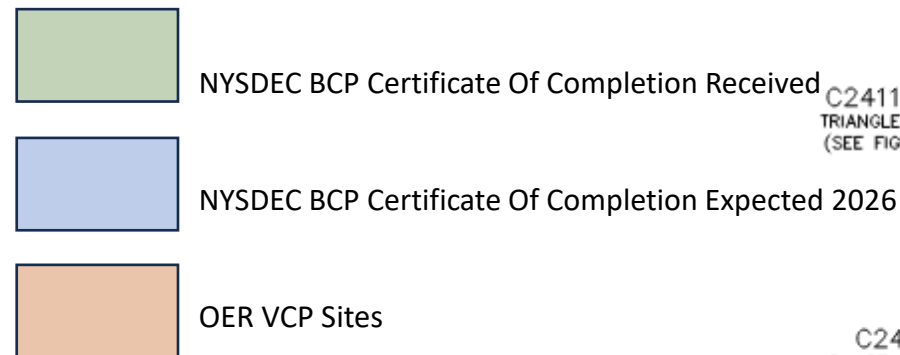 NYSDEC BCP Certificate Of Completion Received
C2411
TRIANGLE
(SEE FIG
NYSDEC BCP Certificate Of Completion Expected 2026
OER VCP Sites
C24